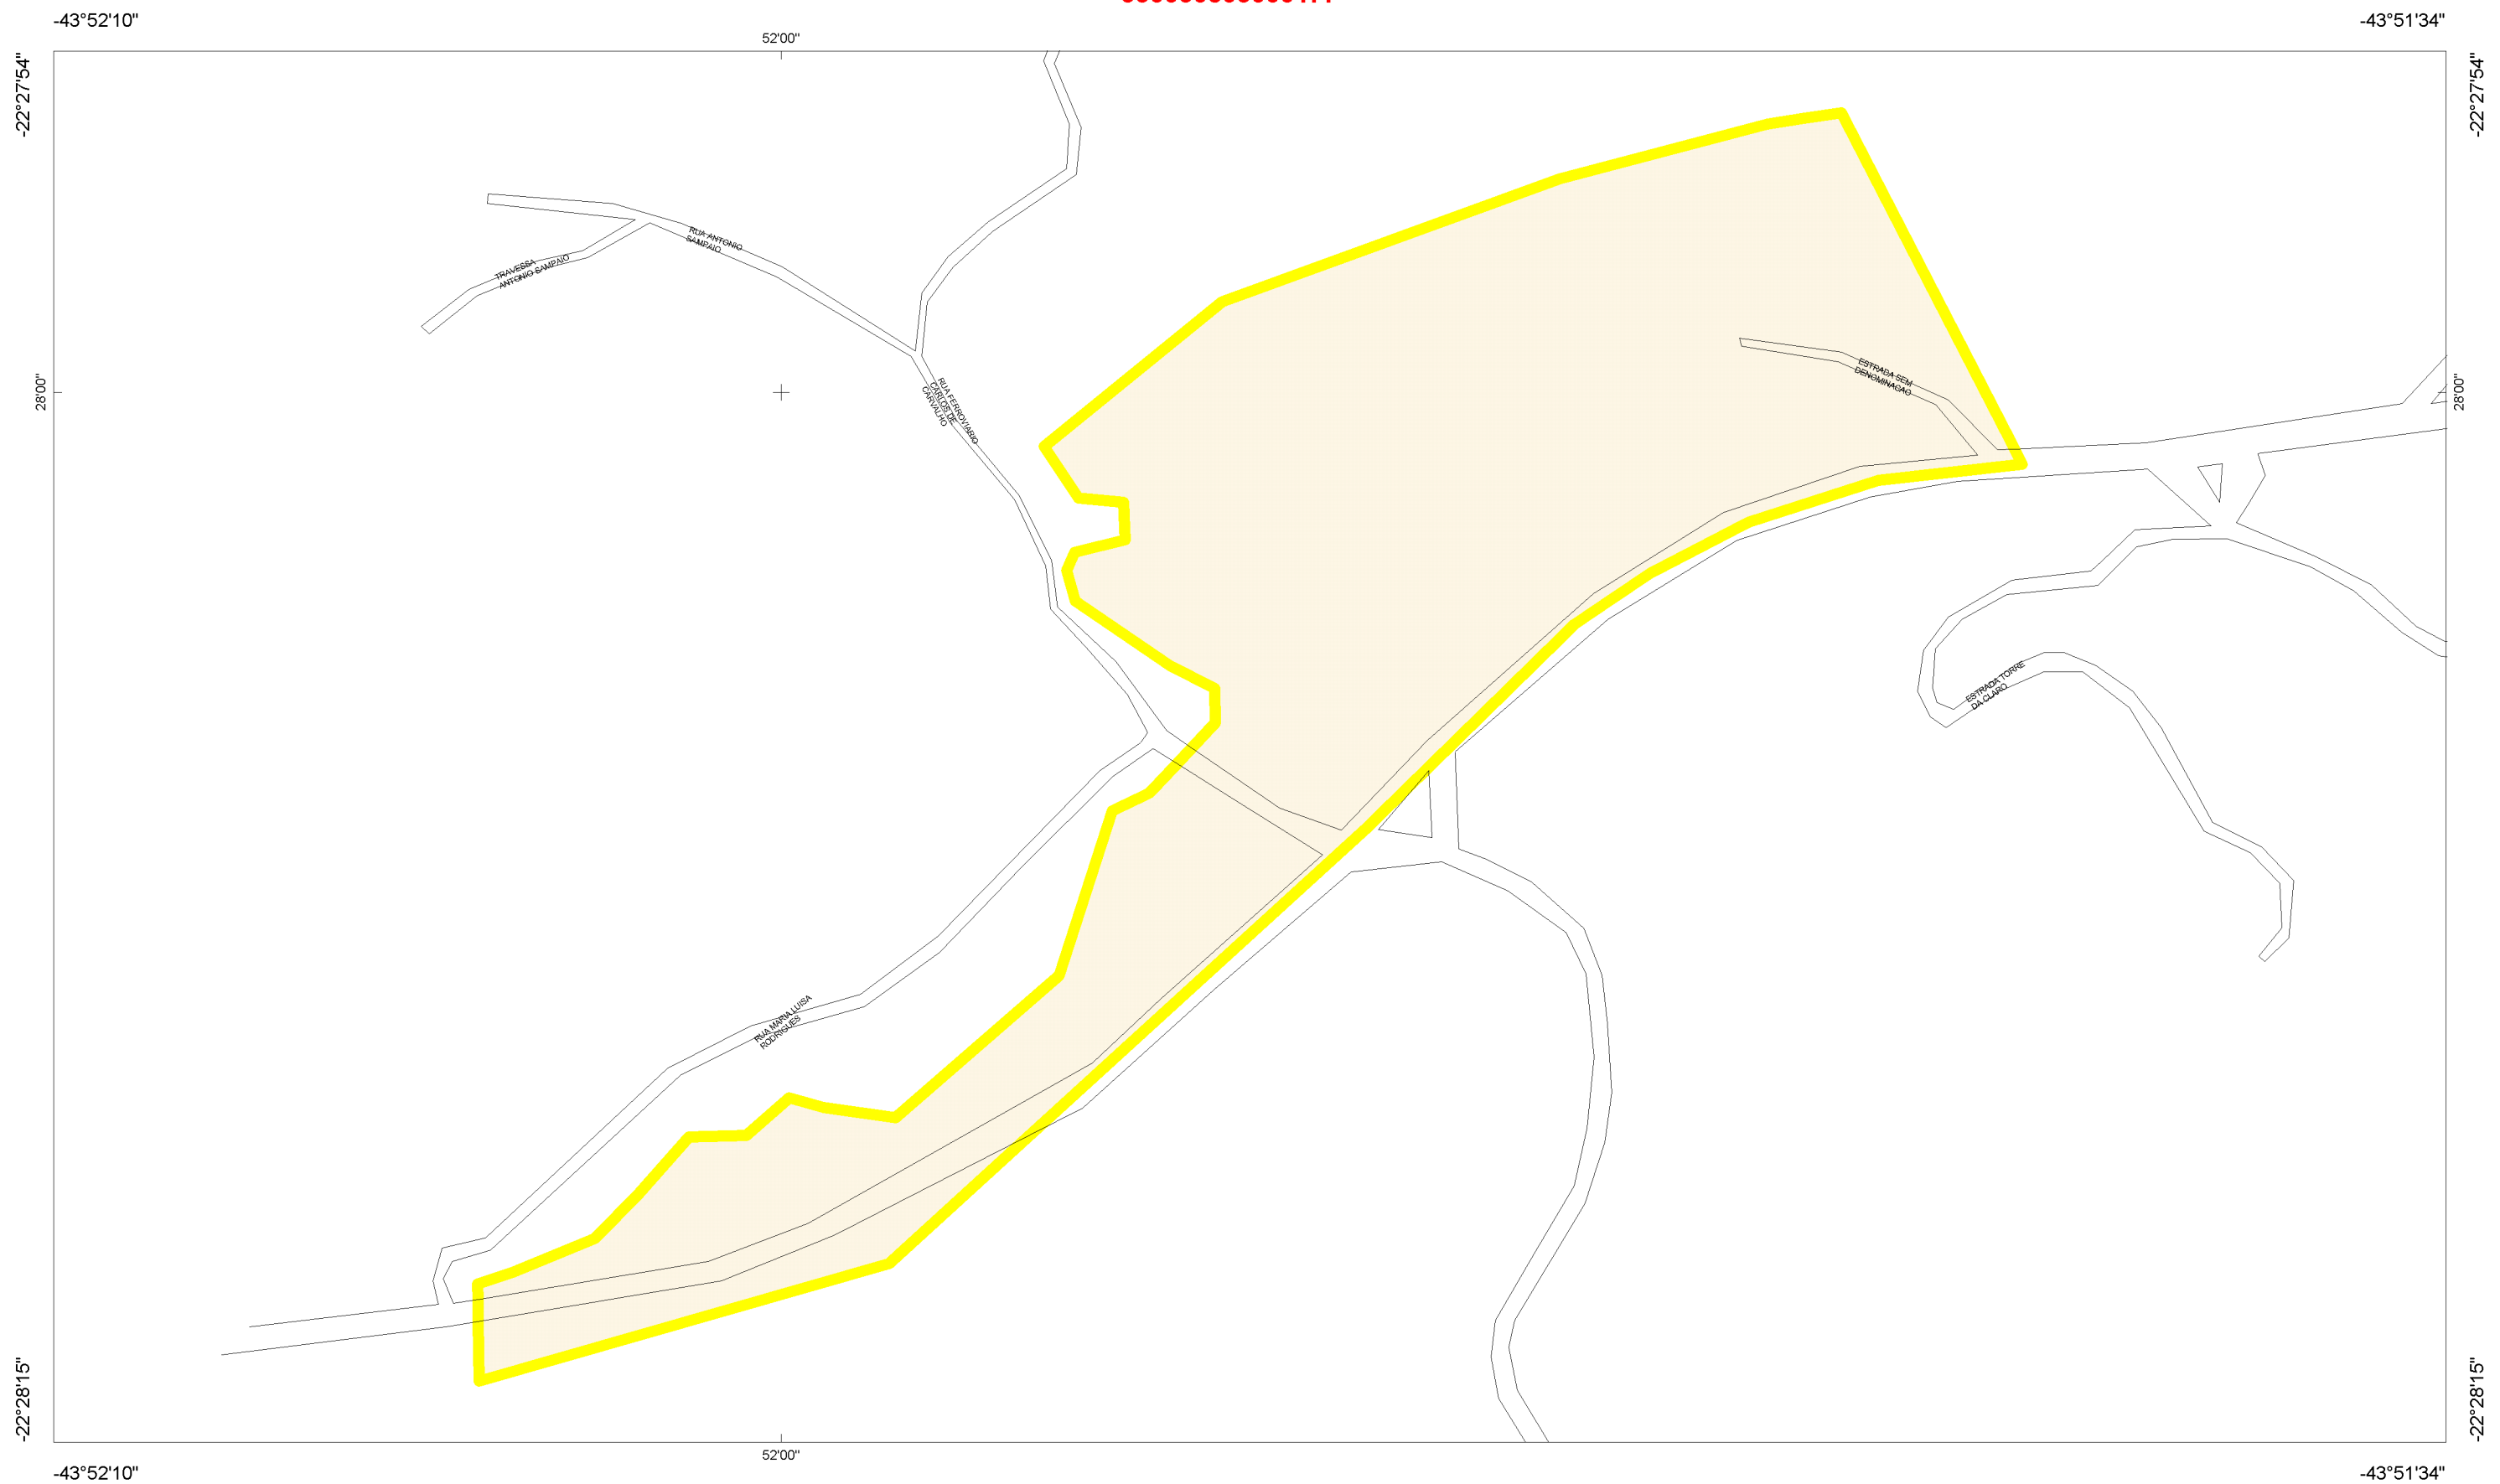 -43°52'10"
-43°51'34"
52'00"
-22°27'54"
-22°27'54"
RUA ANTONIO
SAMPAIO
TRAVESSA
ANTONIO SAMPAIO
RUA FERROVIARIO
CARLOS DE
CARVALHO
ESTRADA SEM
DENOMINACAO
28'00"
28'00"
ESTRADA TORRE
DA CLARO
RUA MARIA LUISA
RODRIGUES
-22°28'15"
-22°28'15"
52'00"
-43°52'10"
-43°51'34"